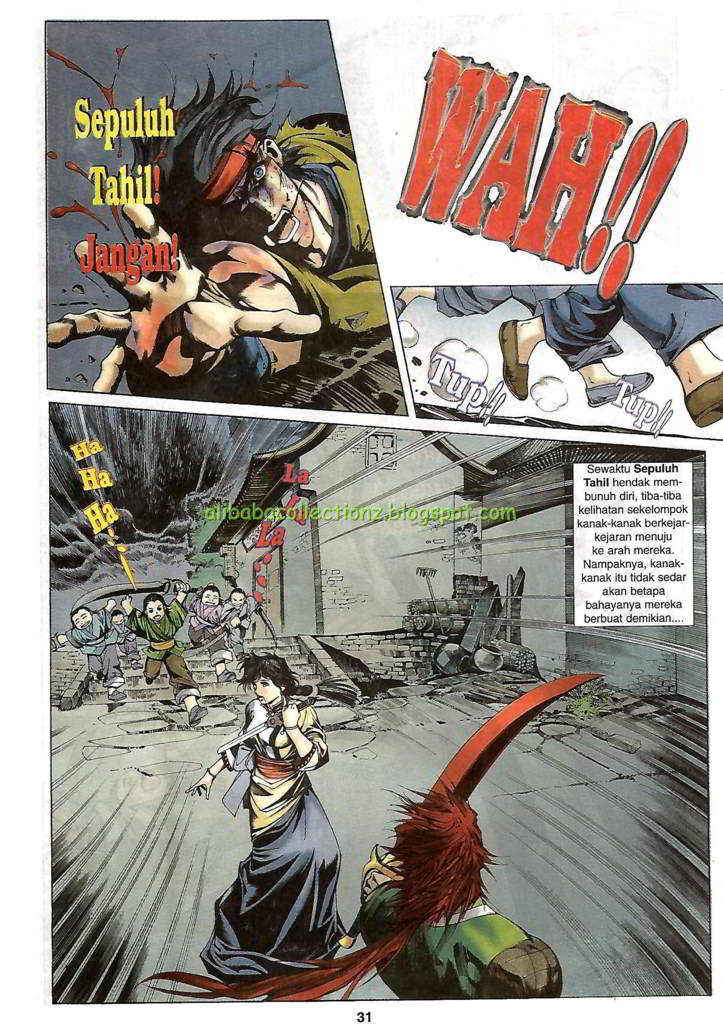 Sepuluh
Tahil!
Jangan!
WAH!!
Tup!!
Tup!!
Ha
Ha
Ha...
La
La
La...
alibabacollectionz.blogspot.com
Sewaktu Sepuluh
Tahil hendak mem-
bunuh diri, tiba-tiba
kelihatan sekelompok
kanak-kanak berkejar-
kejaran menuju
ke arah mereka.
Nampaknya, kanak-
kanak itu tidak sedar
akan betapa
bahayanya mereka
berbuat demikian....
31